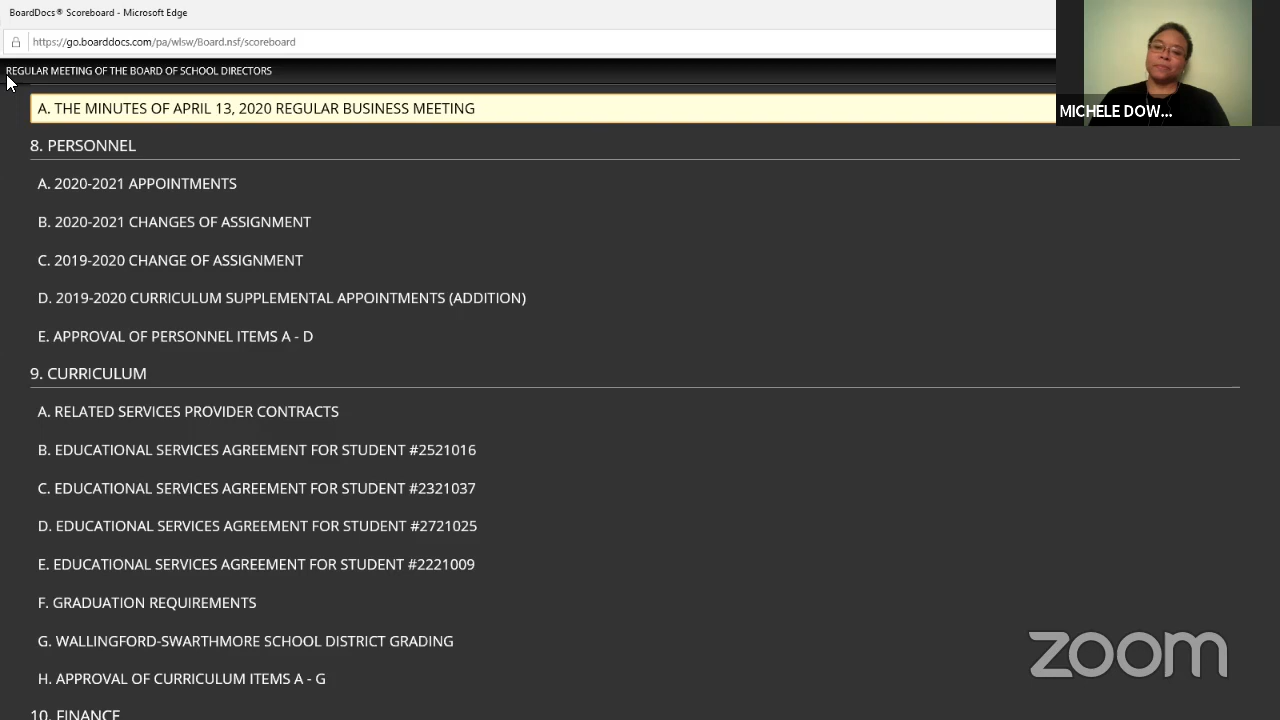 BoardDocs® Scoreboard - Microsoft Edge
https://go.boarddocs.com/pa/wlsw/Board.nsf/scoreboard
REGULAR MEETING OF THE BOARD OF SCHOOL DIRECTORS
A. THE MINUTES OF APRIL 13, 2020 REGULAR BUSINESS MEETING
MICHELE DOW...
8. PERSONNEL
A. 2020-2021 APPOINTMENTS
B. 2020-2021 CHANGES OF ASSIGNMENT
C. 2019-2020 CHANGE OF ASSIGNMENT
D. 2019-2020 CURRICULUM SUPPLEMENTAL APPOINTMENTS (ADDITION)
E. APPROVAL OF PERSONNEL ITEMS A - D
9. CURRICULUM
A. RELATED SERVICES PROVIDER CONTRACTS
B. EDUCATIONAL SERVICES AGREEMENT FOR STUDENT #2521016
C. EDUCATIONAL SERVICES AGREEMENT FOR STUDENT #2321037
D. EDUCATIONAL SERVICES AGREEMENT FOR STUDENT #2721025
E. EDUCATIONAL SERVICES AGREEMENT FOR STUDENT #2221009
F. GRADUATION REQUIREMENTS
G. WALLINGFORD-SWARTHMORE SCHOOL DISTRICT GRADING
H. APPROVAL OF CURRICULUM ITEMS A - G
10. FINANCE
zoom